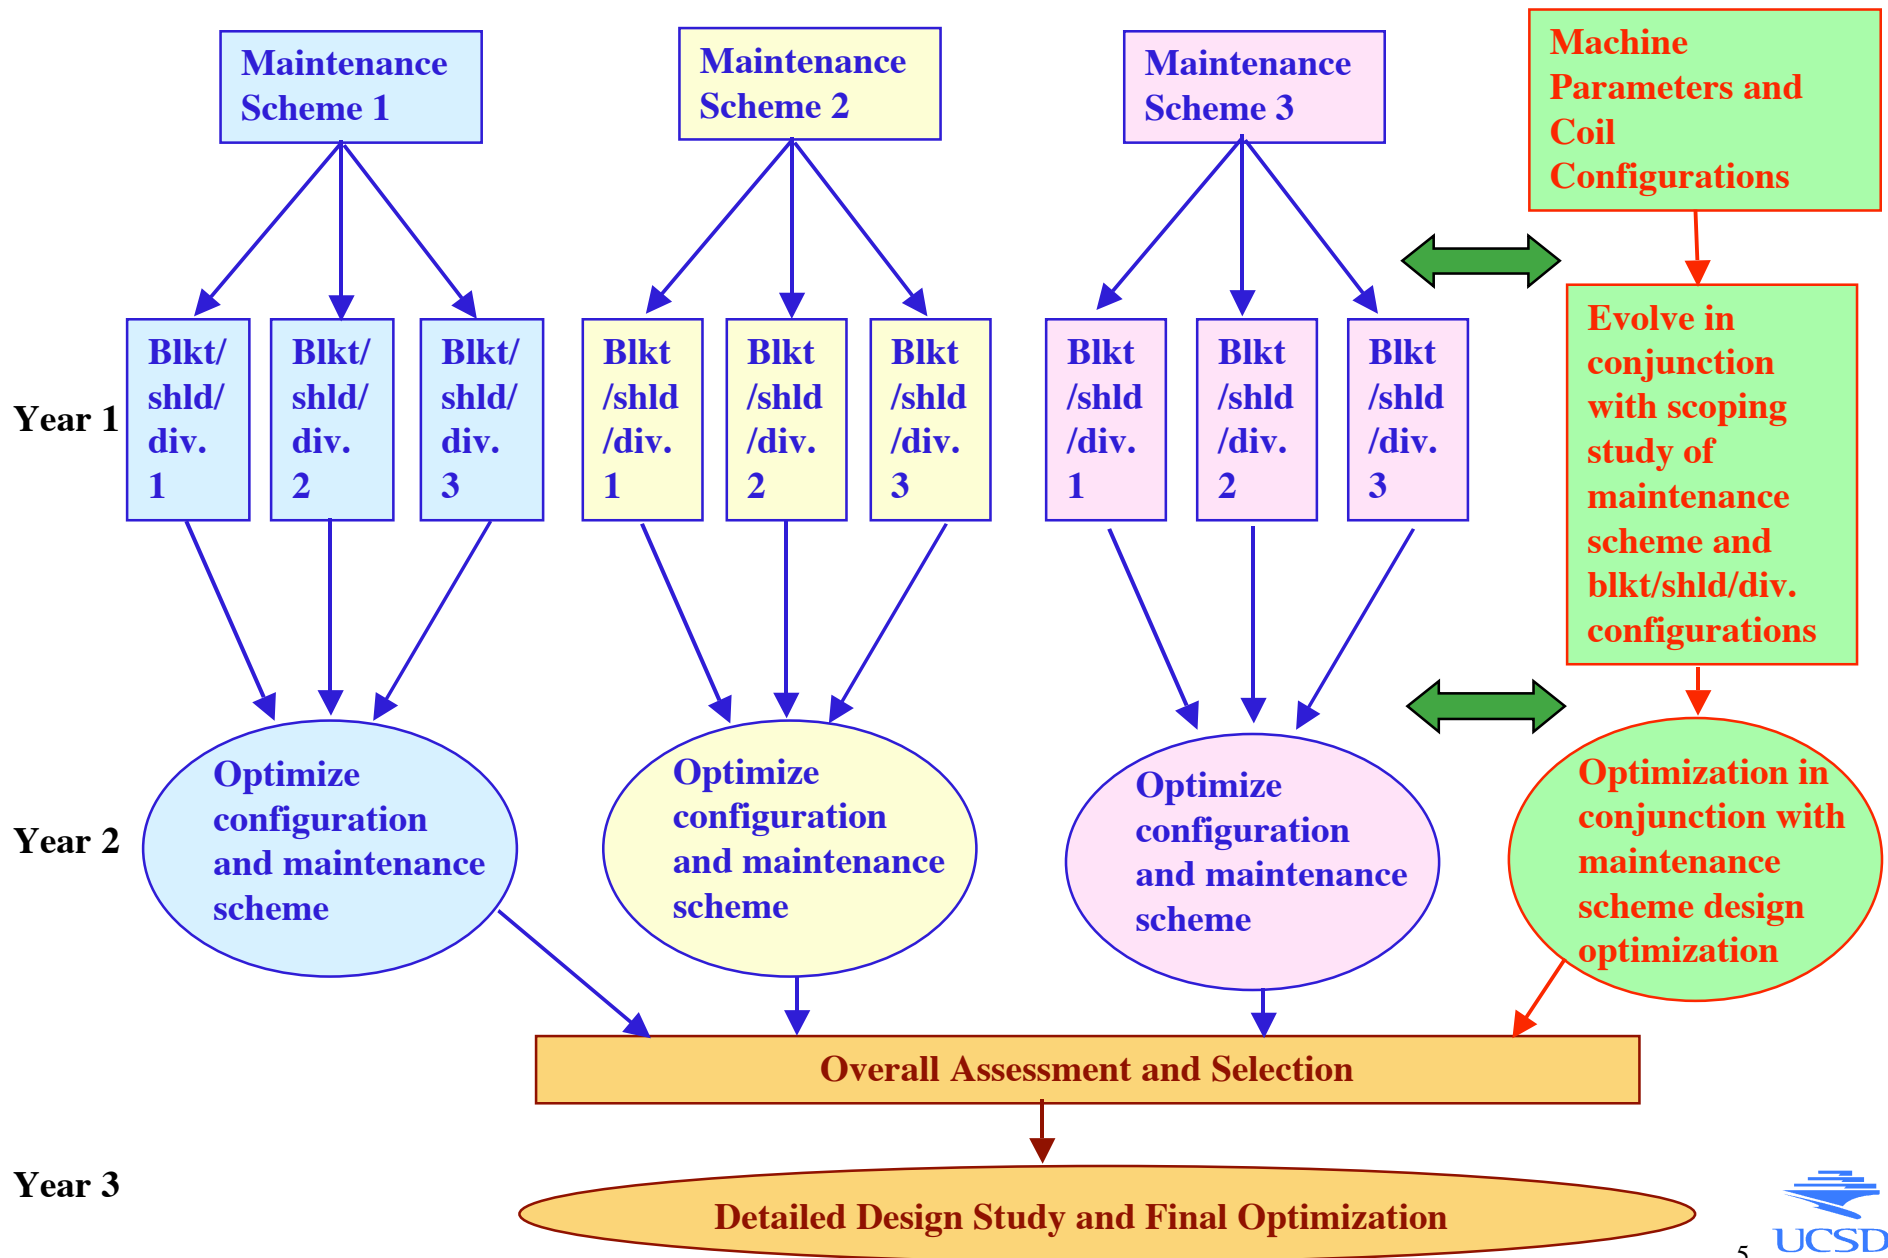 Maintenance
Scheme 1
Maintenance
Scheme 2
Maintenance
Scheme 3
Machine
Parameters and
Coil
Configurations
Year 1
Blkt/
shld/
div.
1
Blkt/
shld/
div.
2
Blkt/
shld/
div.
3
Blkt
/shld
/div.
1
Blkt
/shld
/div.
2
Blkt
/shld
/div.
3
Blkt
/shld
/div.
1
Blkt
/shld
/div.
2
Blkt
/shld
/div.
3
Evolve in
conjunction
with scoping
study of
maintenance
scheme and
blkt/shld/div.
configurations
Year 2
Optimize
configuration
and maintenance
scheme
Optimize
configuration
and maintenance
scheme
Optimize
configuration
and maintenance
scheme
Optimization in
conjunction with
maintenance
scheme design
optimization
Overall Assessment and Selection
Year 3
Detailed Design Study and Final Optimization
5
UCSD